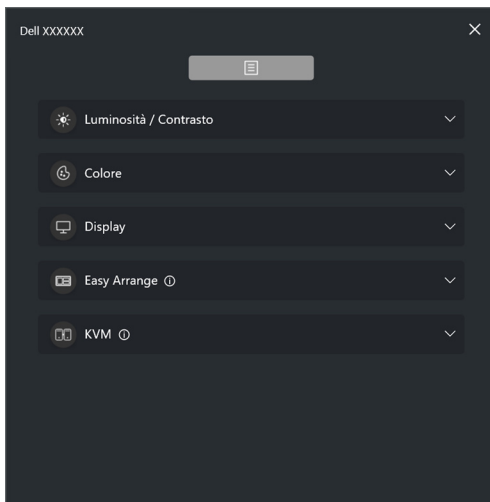 Dell XXXXXX
Luminosità / Contrasto
Colore
Display
Easy Arrange
KVM